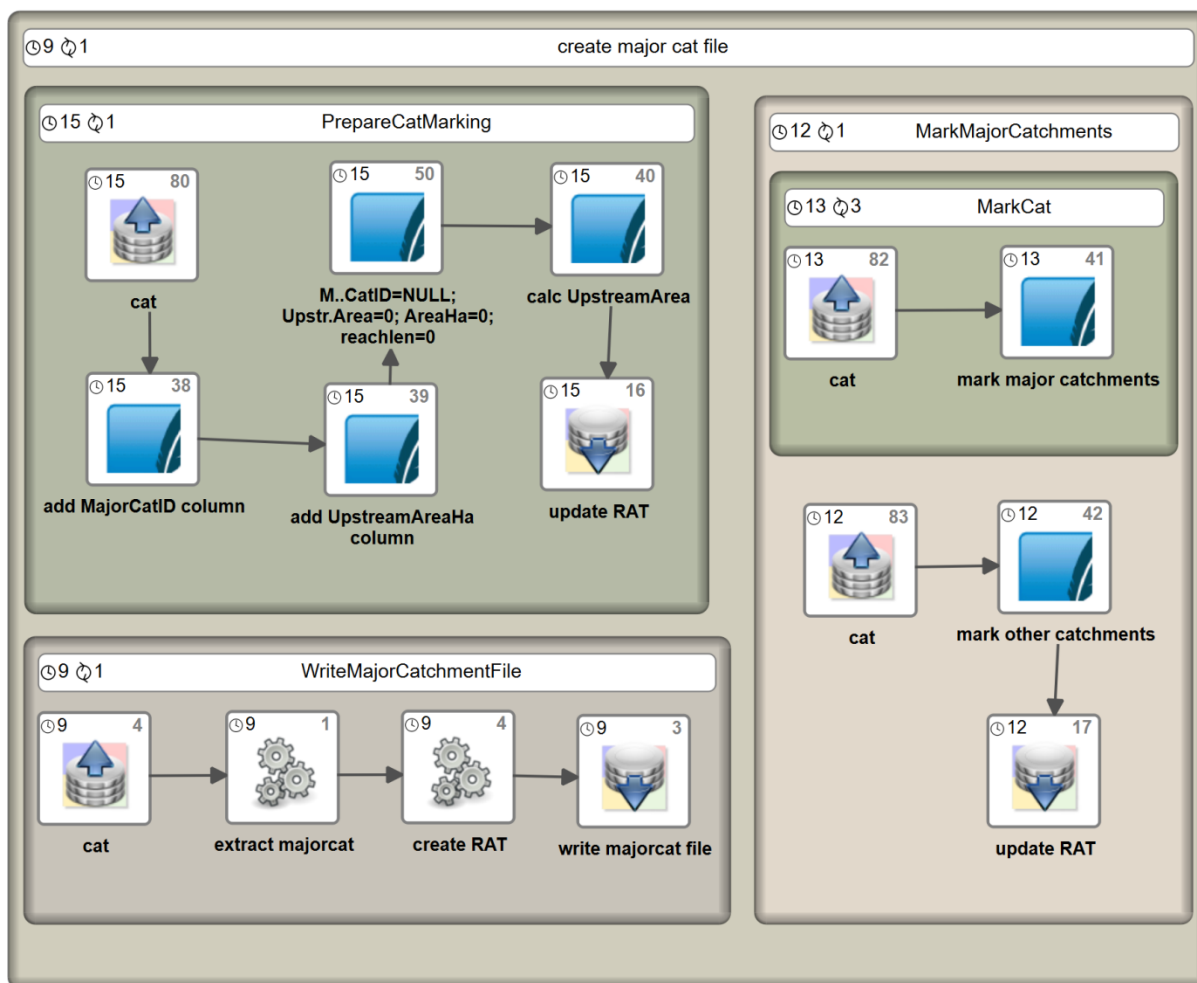 9 1 create major cat file
15 1 PrepareCatMarking
15 80
cat
15 50
M..CatID=NULL;
Upstr.Area=0; AreaHa=0;
reachlen=0
15 40
calc UpstreamArea
15 38
add MajorCatID column
15 39
add UpstreamAreaHa
column
15 16
update RAT
12 1 MarkMajorCatchments
13 3 MarkCat
13 82
cat
13 41
mark major catchments
12 83
cat
12 42
mark other catchments
12 17
update RAT
9 1 WriteMajorCatchmentFile
9 4
cat
9 1
extract majorcat
9 4
create RAT
9 3
write majorcat file